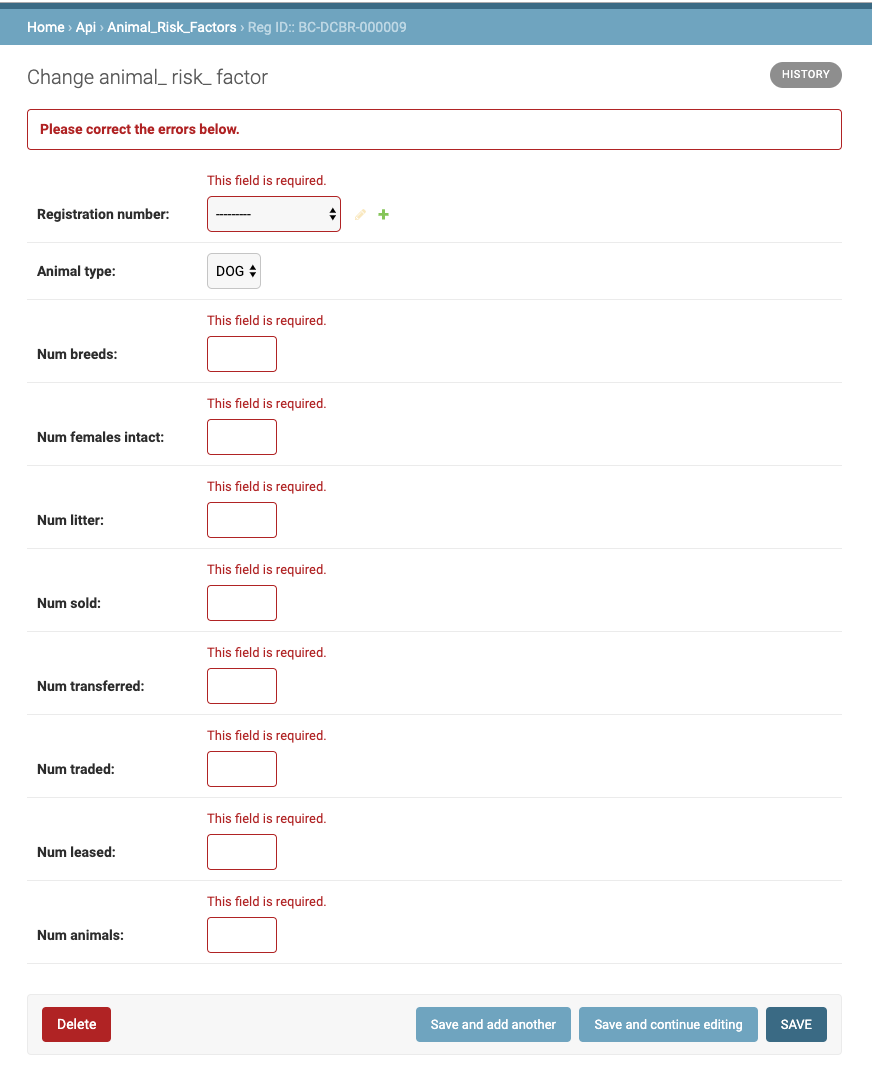 Home › Api › Animal_Risk_Factors › Reg ID:: BC-DCBR-000009
Change animal_ risk_ factor
HISTORY
Please correct the errors below.
This field is required.
Registration number: ---------
Animal type: DOG
This field is required.
Num breeds:
This field is required.
Num females intact:
This field is required.
Num litter:
This field is required.
Num sold:
This field is required.
Num transferred:
This field is required.
Num traded:
This field is required.
Num leased:
This field is required.
Num animals:
Delete Save and add another Save and continue editing SAVE